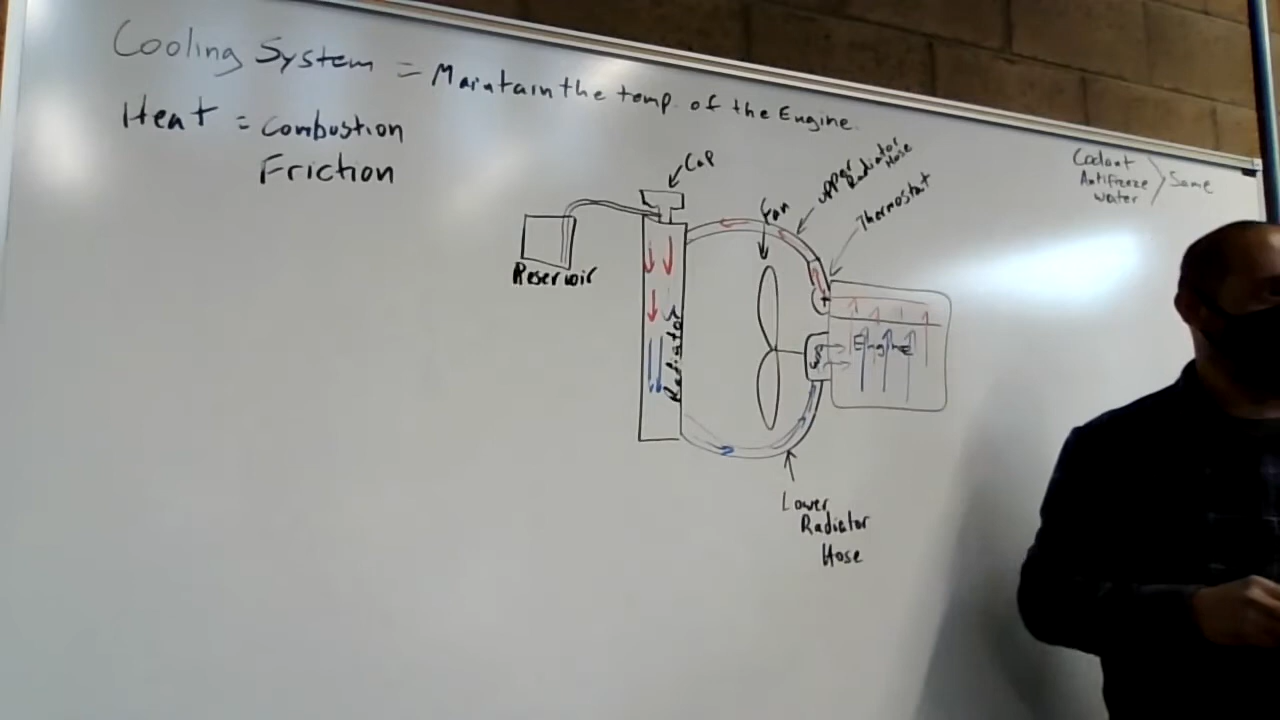 Cooling System = Maintain the temp. of the Engine.
Heat = Combustion
Friction
Cap
Fan
Upper
Radiator
Hose
Thermostat
Coolant
Antifreeze
Water
Same
Reservoir
Radiator
Engine
Lower
Radiator
Hose